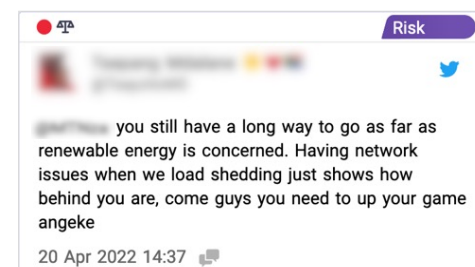 Risk
you still have a long way to go as far as
renewable energy is concerned. Having network
issues when we load shedding just shows how
behind you are, come guys you need to up your game
angeke
20 Apr 2022 14:37